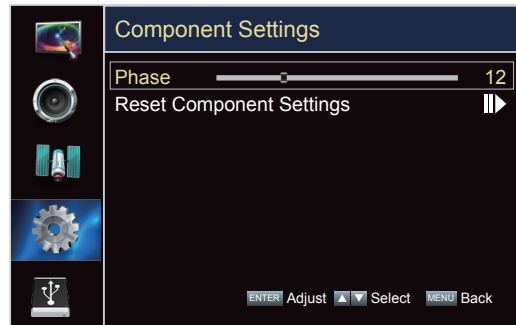 Component Settings
Phase 12
Reset Component Settings
ENTER Adjust Select MENU Back